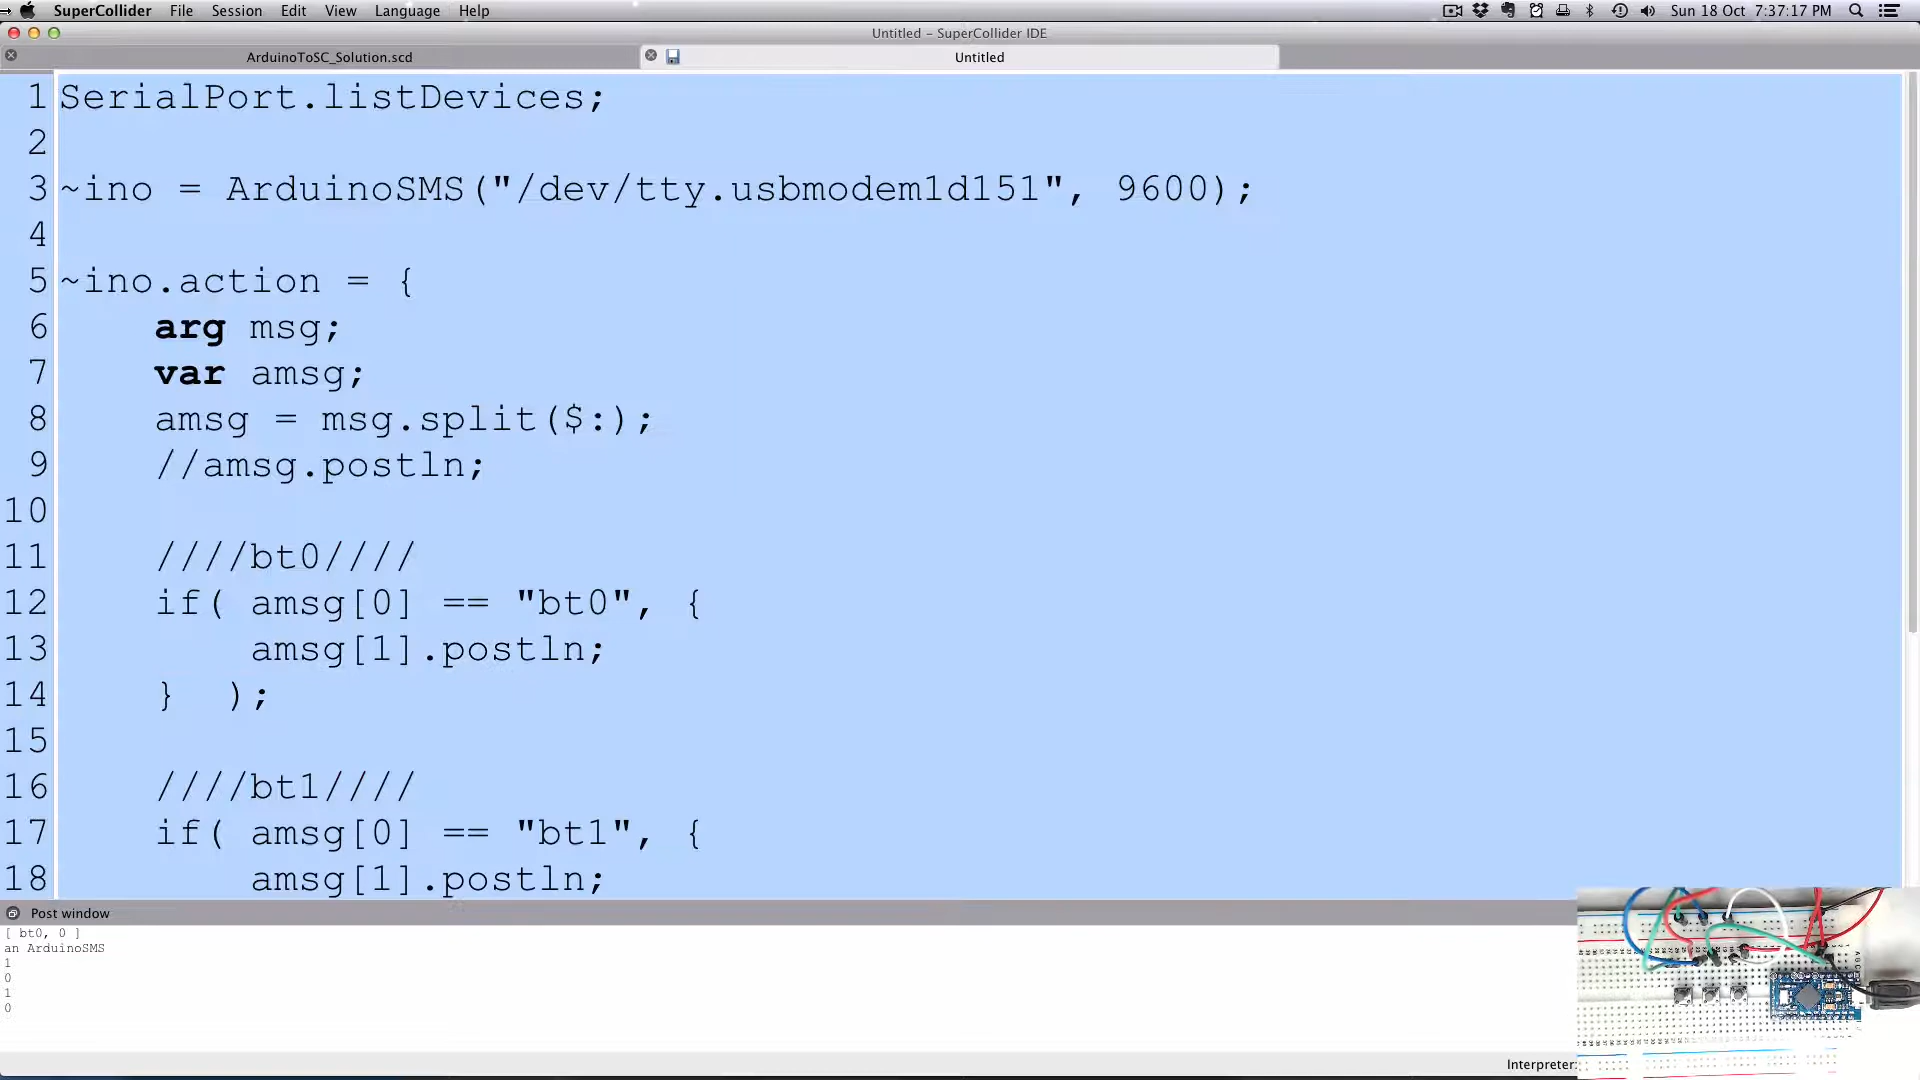 SuperCollider File Session Edit View Language Help Sun 18 Oct 7:37:17 PM
Untitled – SuperCollider IDE
ArduinoToSC_Solution.scd Untitled
1 SerialPort.listDevices;
2
3 ~ino = ArduinoSMS("/dev/tty.usbmodem1d151", 9600);
4
5 ~ino.action = {
6 arg msg;
7 var amsg;
8 amsg = msg.split($:);
9 //amsg.postln;
10
11 ////bt0////
12 if( amsg[0] == "bt0", {
13 amsg[1].postln;
14 } );
15
16 ////bt1////
17 if( amsg[0] == "bt1", {
18 amsg[1].postln;
Post window
[ bt0, 0 ]
an ArduinoSMS
1
0
1
0
Interpreter: